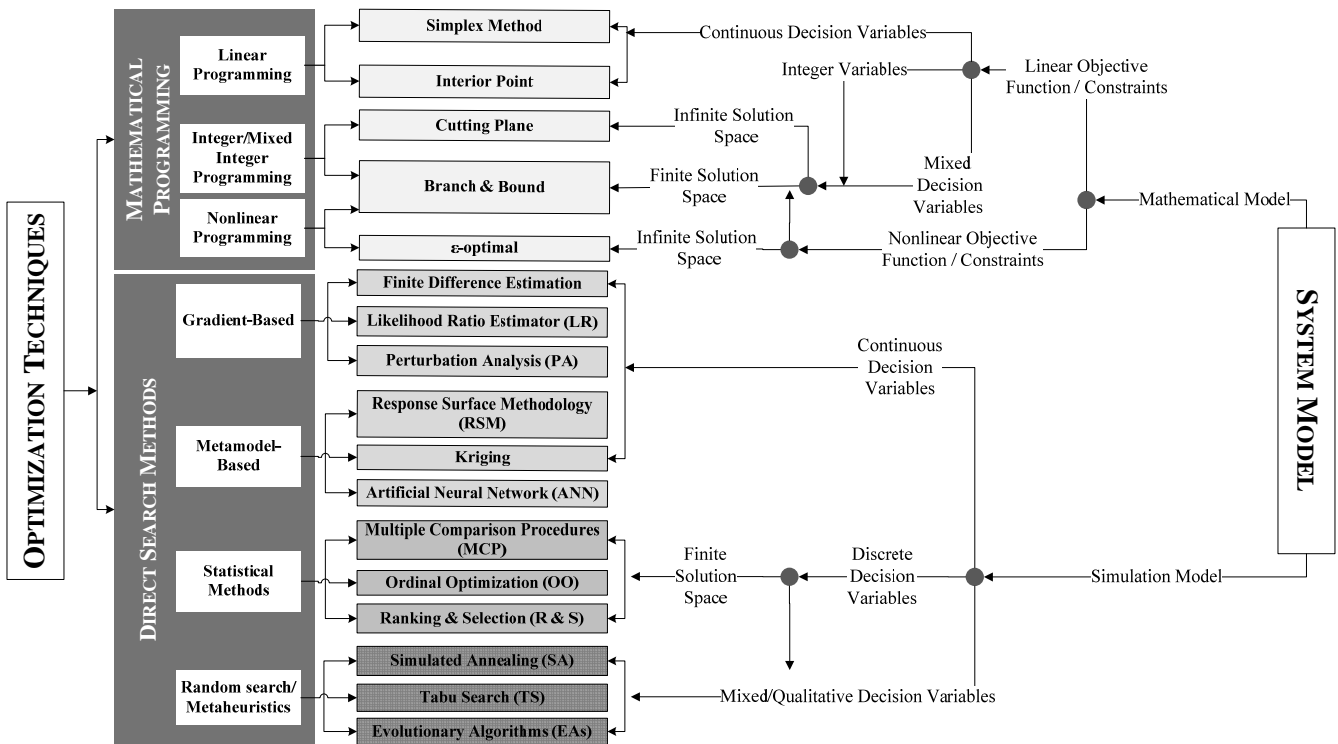 OPTIMIZATION TECHNIQUES
MATHEMATICAL
PROGRAMMING
Linear
Programming
Integer/Mixed
Integer
Programming
Nonlinear
Programming
Simplex Method
Interior Point
Cutting Plane
Branch & Bound
ε-optimal
Continuous Decision Variables
Integer Variables
Linear Objective
Function / Constraints
Infinite Solution
Space
Finite Solution
Space
Mixed
Decision
Variables
Infinite Solution
Space
Nonlinear Objective
Function / Constraints
Mathematical Model
SYSTEM MODEL
DIRECT SEARCH METHODS
Gradient-Based
Metamodel-
Based
Statistical
Methods
Random search/
Metaheuristics
Finite Difference Estimation
Likelihood Ratio Estimator (LR)
Perturbation Analysis (PA)
Response Surface Methodology
(RSM)
Kriging
Artificial Neural Network (ANN)
Multiple Comparison Procedures
(MCP)
Ordinal Optimization (OO)
Ranking & Selection (R & S)
Simulated Annealing (SA)
Tabu Search (TS)
Evolutionary Algorithms (EAs)
Continuous
Decision
Variables
Finite
Solution
Space
Discrete
Decision
Variables
Simulation Model
Mixed/Qualitative Decision Variables